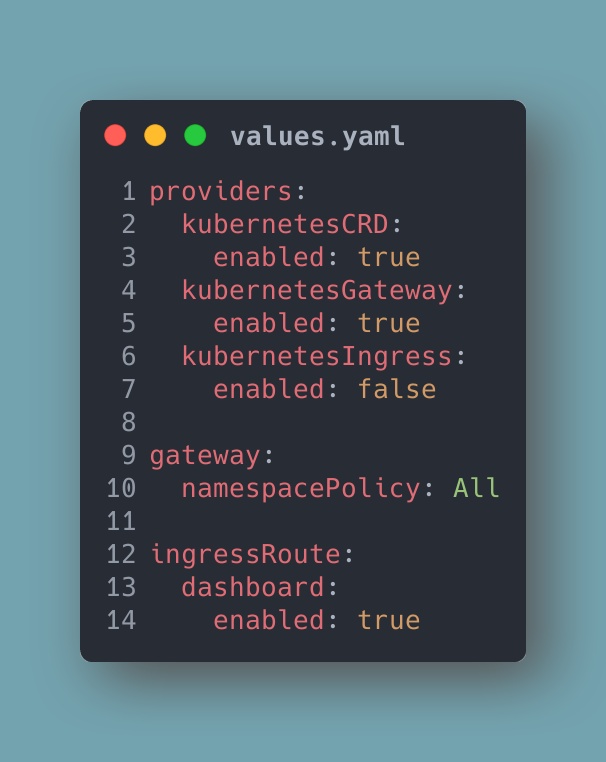 values.yaml
1 providers:
2   kubernetesCRD:
3     enabled: true
4   kubernetesGateway:
5     enabled: true
6   kubernetesIngress:
7     enabled: false
8
9 gateway:
10   namespacePolicy: All
11
12 ingressRoute:
13   dashboard:
14     enabled: true